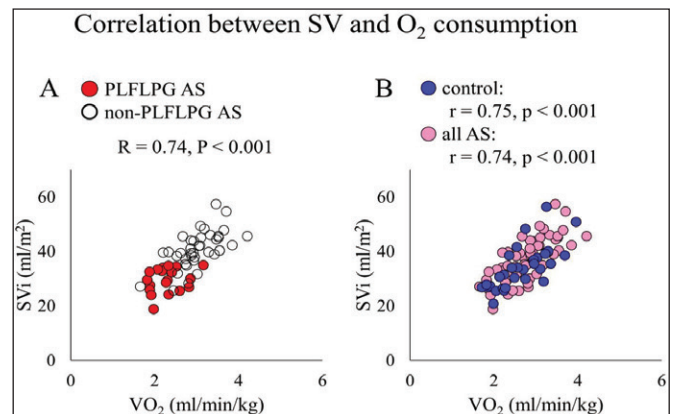 Correlation between SV and O₂ consumption
A
PLFLPG AS
non-PLFLPG AS
R = 0.74, P < 0.001
SVi (ml/m²)
60
40
20
0
0 2 4 6
VO₂ (ml/min/kg)
B
control:
r = 0.75, p < 0.001
all AS:
r = 0.74, p < 0.001
SVi (ml/m²)
60
40
20
0
0 2 4 6
VO₂ (ml/min/kg)